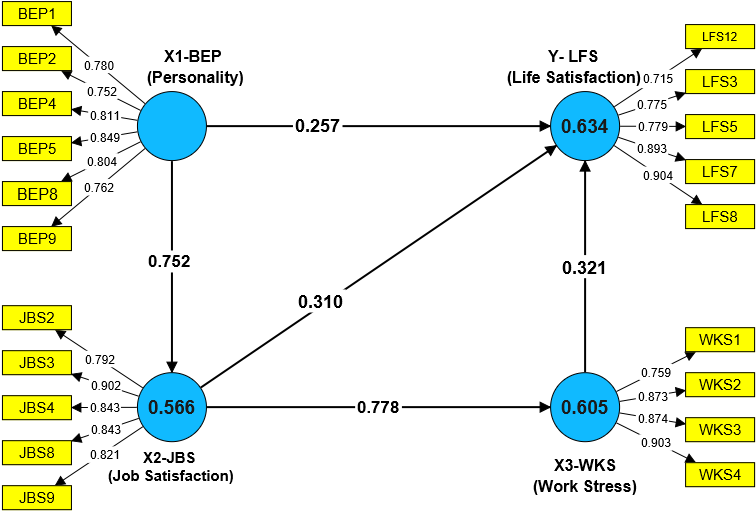 BEP1
BEP2
BEP4
BEP5
BEP8
BEP9
0.780
0.752
0.811
0.849
0.804
0.762
X1-BEP
(Personality)
Y- LFS
(Life Satisfaction)
0.634
LFS12
LFS3
LFS5
LFS7
LFS8
0.715
0.775
0.779
0.893
0.904
0.257
0.752
0.310
0.321
JBS2
JBS3
JBS4
JBS8
JBS9
0.792
0.902
0.843
0.843
0.821
0.566
X2-JBS
(Job Satisfaction)
0.778
0.605
X3-WKS
(Work Stress)
0.759
0.873
0.874
0.903
WKS1
WKS2
WKS3
WKS4